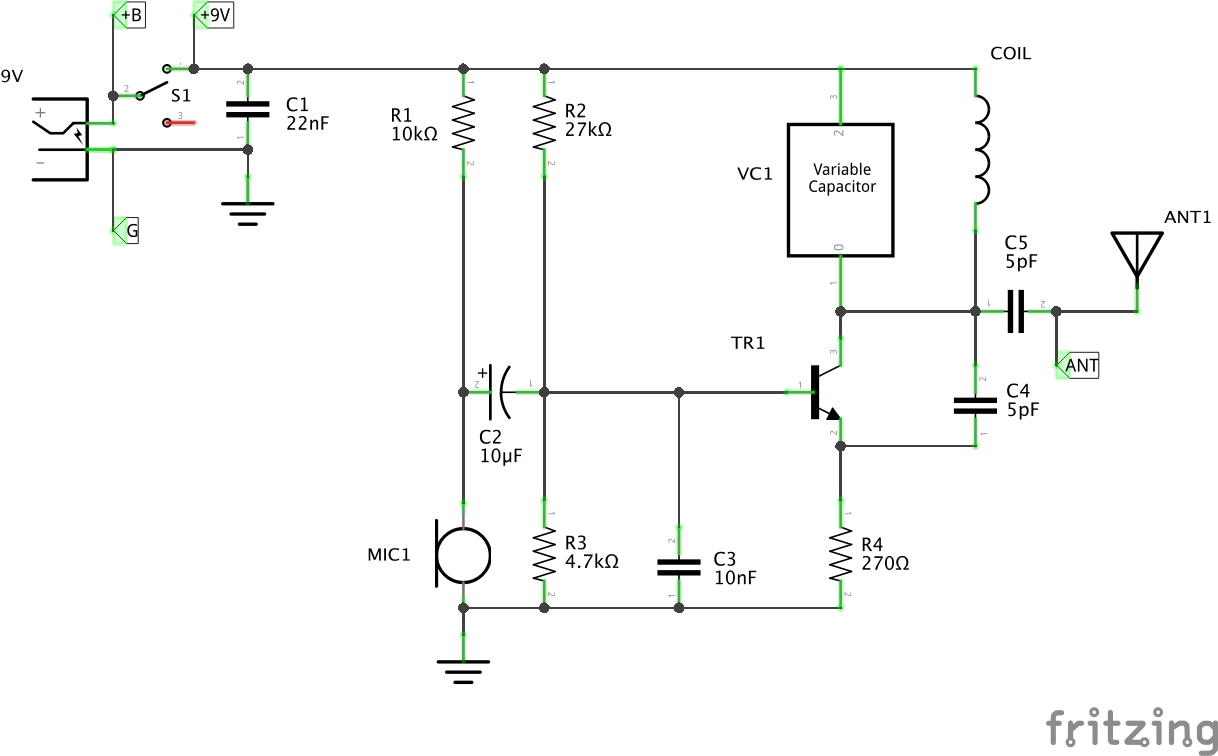 +B
+9V
9V
S1
1
2
3
+
−
C1
22nF
2
1
G
R1
10kΩ
1
2
R2
27kΩ
1
2
VC1
Variable
Capacitor
3
2
0
1
COIL
ANT1
C5
5pF
1
2
ANT
TR1
3
1
2
C4
5pF
2
1
+
2
1
C2
10µF
MIC1
R3
4.7kΩ
1
2
C3
10nF
2
1
R4
270Ω
1
2
fritzing